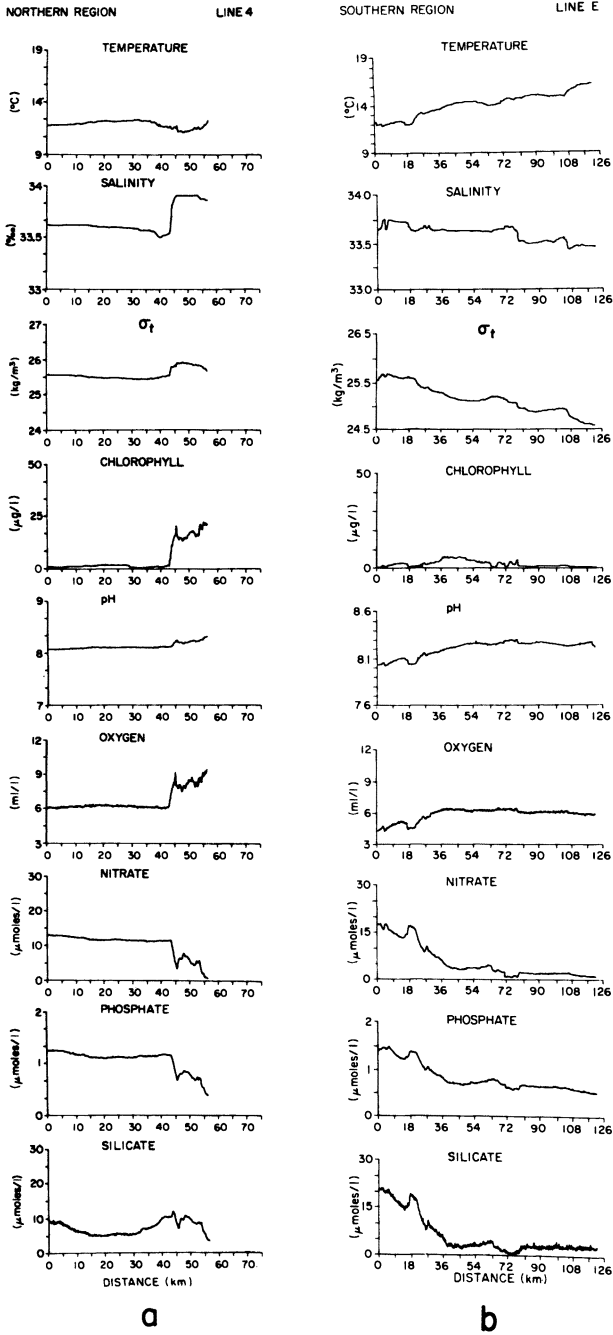 NORTHERN REGION LINE 4
TEMPERATURE
19
14
9
(°C)
0 5 10 20 30 40 50 60 70
SALINITY
34
33.5
33
(‰)
0 10 20 30 40 50 60 70
σt
27
26
25
24
(kg/m³)
0 10 20 30 40 50 60 70
CHLOROPHYLL
50
25
0
(μg/l)
0 10 20 30 40 50 60 70
pH
9
8
7
0 10 20 30 40 50 60 70
OXYGEN
12
9
6
3
(ml/l)
0 10 20 30 40 50 60 70
NITRATE
30
20
10
0
(μmoles/l)
0 10 20 30 40 50 60 70
PHOSPHATE
2
1
0
(μmoles/l)
0 10 20 30 40 50 60 70
SILICATE
30
20
10
0
(μmoles/l)
0 10 20 30 40 50 60 70
DISTANCE (km)
a
SOUTHERN REGION LINE E
TEMPERATURE
19
14
9
(°C)
0 18 36 54 72 90 108 126
SALINITY
34.0
33.5
33.0
0 18 36 54 72 90 108 126
σt
26.5
25.5
24.5
(kg/m³)
0 18 36 54 72 90 108 126
CHLOROPHYLL
50
0
(μg/l)
0 18 36 54 72 90 108 126
pH
8.6
8.1
7.6
0 18 36 54 72 90 108 126
OXYGEN
12
9
6
3
(ml/l)
0 18 36 54 72 90 108 126
NITRATE
30
15
0
(μmoles/l)
0 18 36 54 72 90 108 126
PHOSPHATE
2
1
0
(μmoles/l)
0 18 36 54 72 90 108 126
SILICATE
30
15
0
(μmoles/l)
0 18 36 54 72 90 108 126
DISTANCE (km)
b